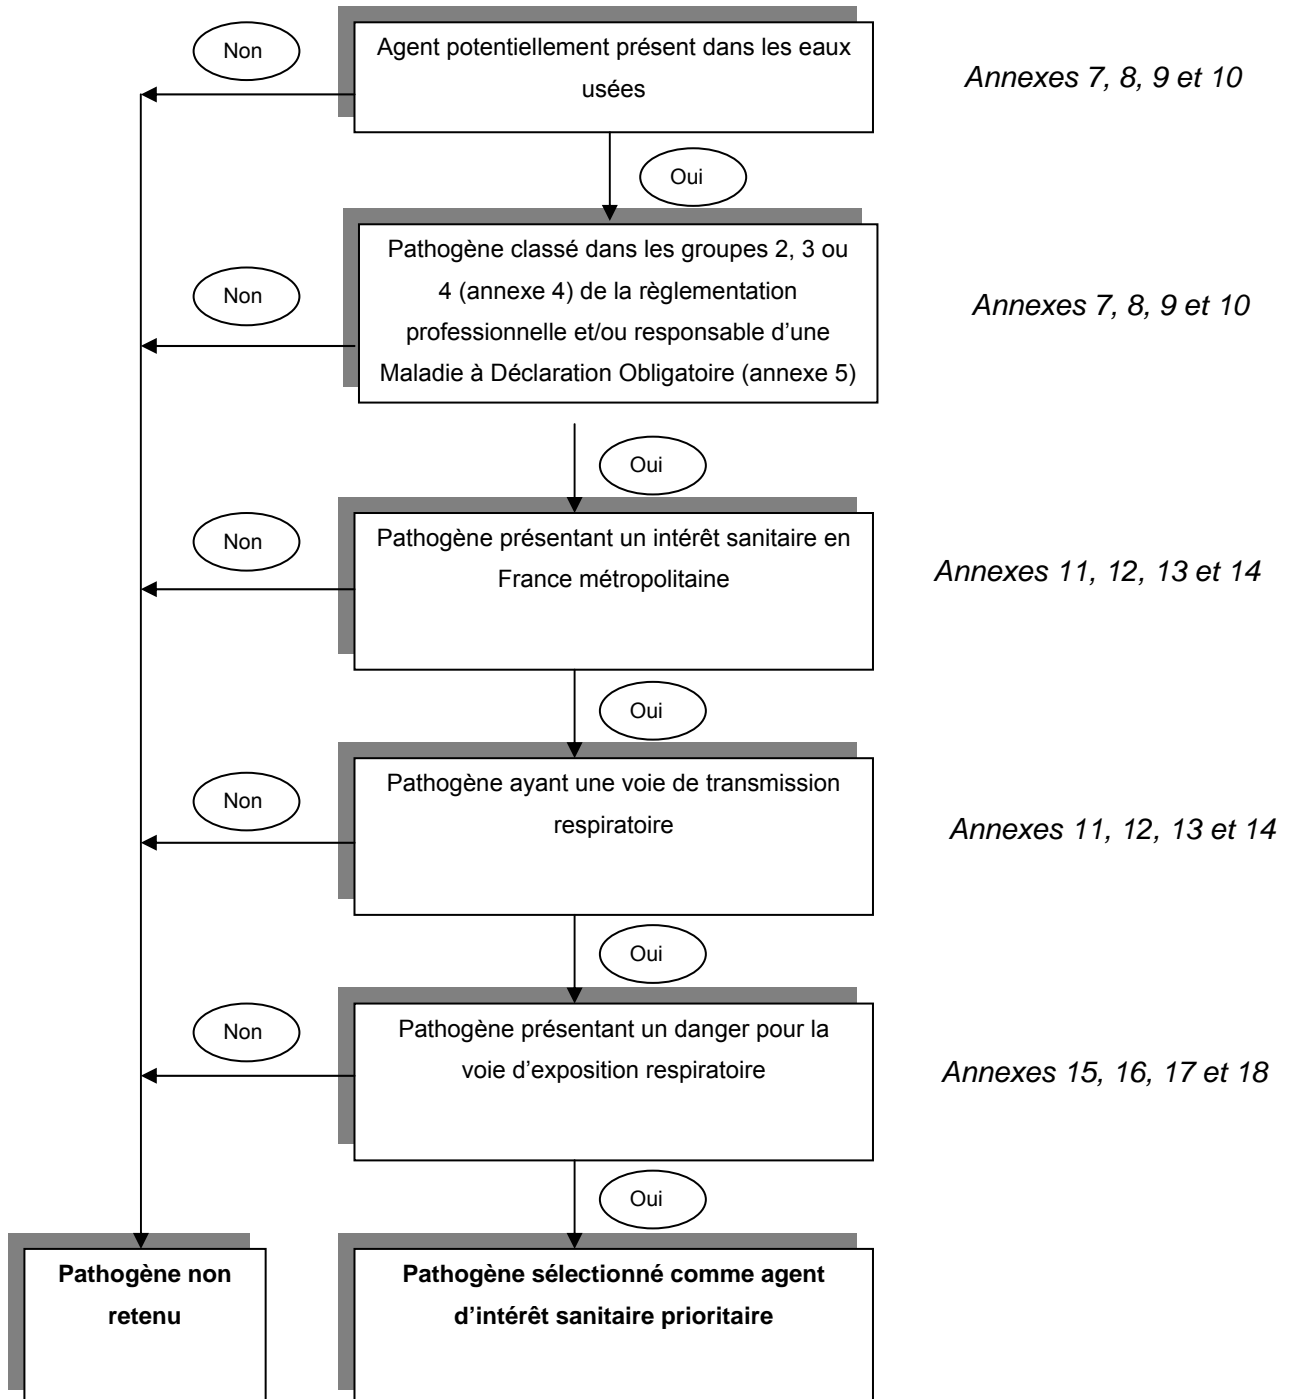 Agent potentiellement présent dans les eaux
usées
Non
Annexes 7, 8, 9 et 10
Oui
Pathogène classé dans les groupes 2, 3 ou
4 (annexe 4) de la règlementation
professionnelle et/ou responsable d’une
Maladie à Déclaration Obligatoire (annexe 5)
Non
Annexes 7, 8, 9 et 10
Oui
Pathogène présentant un intérêt sanitaire en
France métropolitaine
Non
Annexes 11, 12, 13 et 14
Oui
Pathogène ayant une voie de transmission
respiratoire
Non
Annexes 11, 12, 13 et 14
Oui
Pathogène présentant un danger pour la
voie d’exposition respiratoire
Non
Annexes 15, 16, 17 et 18
Oui
Pathogène non
retenu
Pathogène sélectionné comme agent
d’intérêt sanitaire prioritaire